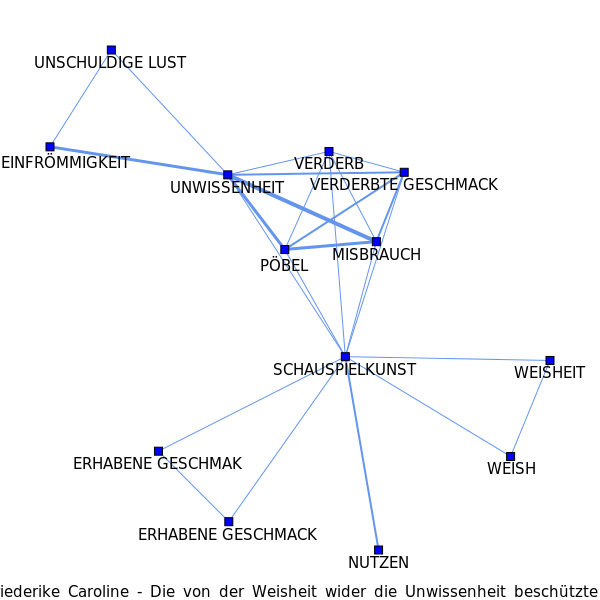 UNSCHULDIGE LUST
EINFRÖMMIGKEIT
VERDERB
UNWISSENHEIT
VERDERBTE GESCHMACK
MISBRAUCH
PÖBEL
SCHAUSPIELKUNST
WEISHEIT
ERHABENE GESCHMAK
WEISH
ERHABENE GESCHMACK
NUTZEN
iederike Caroline - Die von der Weisheit wider die Unwissenheit beschützte